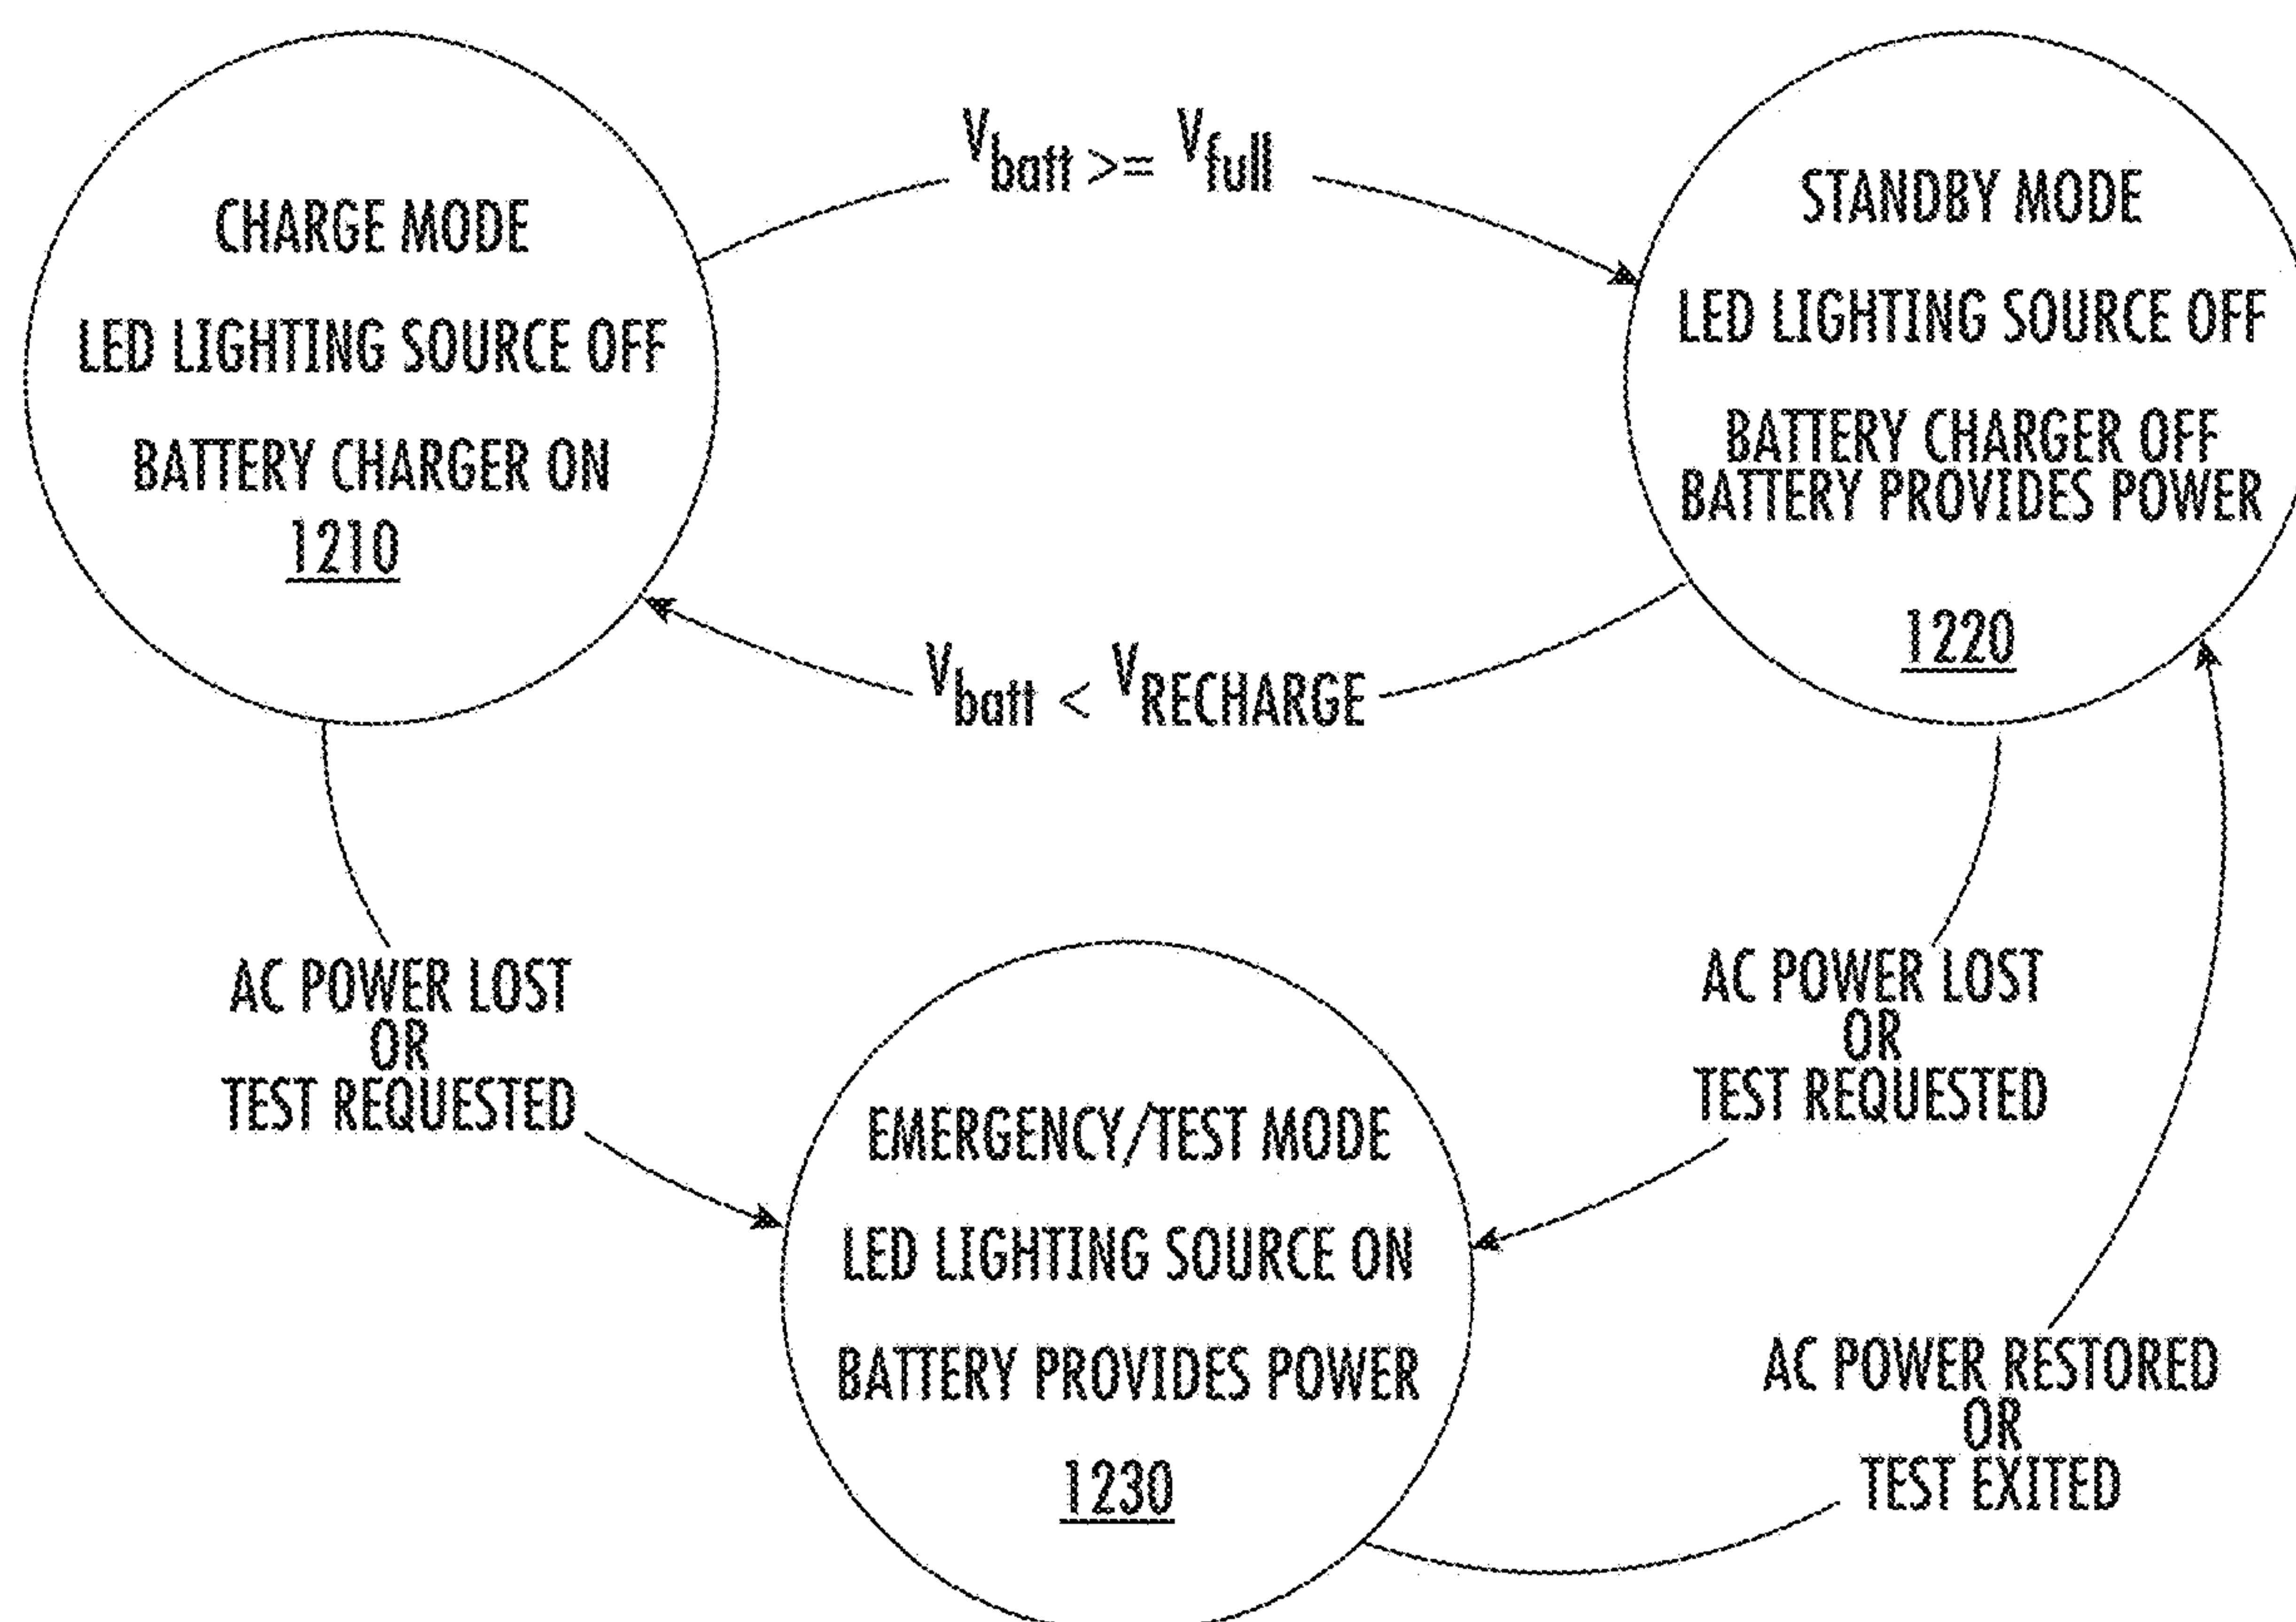 CHARGE MODE
LED LIGHTING SOURCE OFF
BATTERY CHARGER ON
1210
Vbatt >= Vfull
STANDBY MODE
LED LIGHTING SOURCE OFF
BATTERY CHARGER OFF
BATTERY PROVIDES POWER
1220
Vbatt < VRECHARGE
AC POWER LOST
OR
TEST REQUESTED
AC POWER LOST
OR
TEST REQUESTED
EMERGENCY/TEST MODE
LED LIGHTING SOURCE ON
BATTERY PROVIDES POWER
1230
AC POWER RESTORED
OR
TEST EXITED